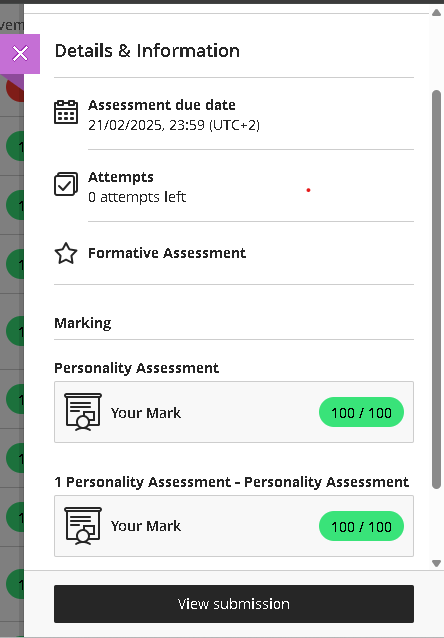 Details & Information
Assessment due date
21/02/2025, 23:59 (UTC+2)
Attempts
0 attempts left
Formative Assessment
Marking
Personality Assessment
Your Mark
100 / 100
1 Personality Assessment - Personality Assessment
Your Mark
100 / 100
View submission